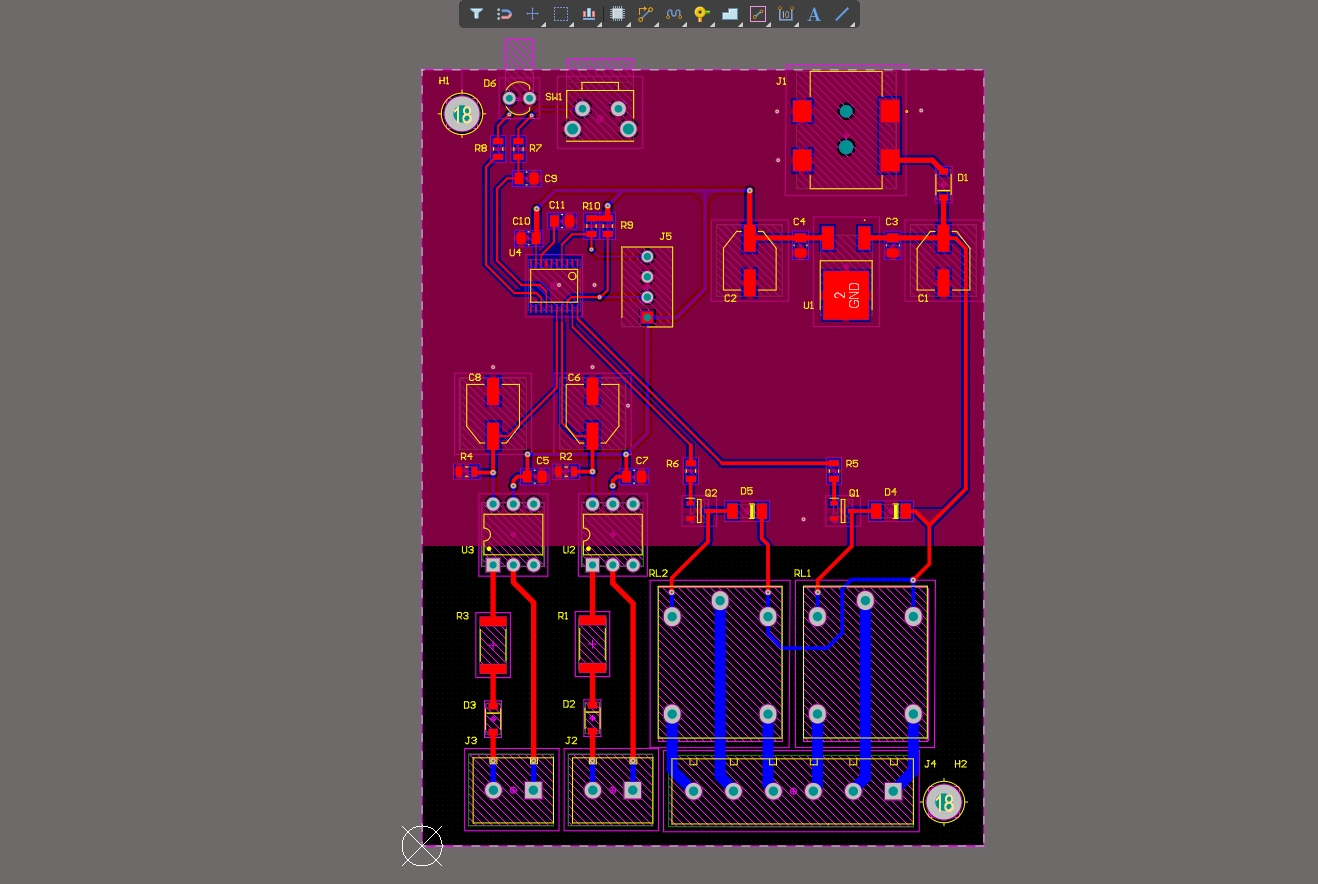 10 A
H1 D6 SW1 J1
18
R8 R7
C9
D1
C11 R10
C10 R9 C4 C3
U4 J5
2
GND
C2 U1 C1
C8 C6
R4 C5 R2 C7 R6 R5
Q2 D5 Q1 D4
U3 U2
RL2 RL1
R3 R1
D3 D2
J3 J2
J4 H2
18